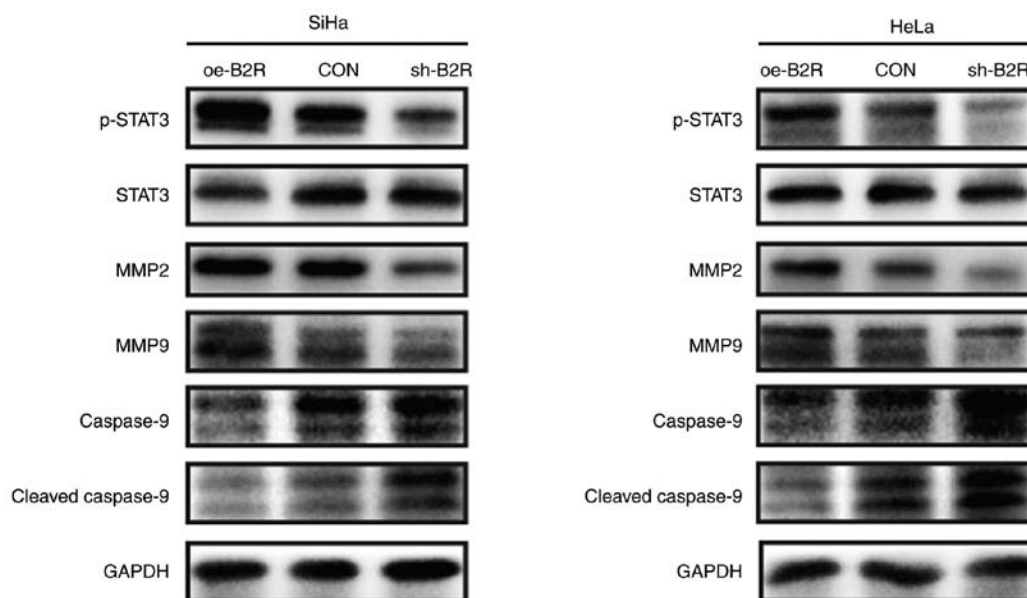 SiHa
oe-B2R CON sh-B2R
p-STAT3
STAT3
MMP2
MMP9
Caspase-9
Cleaved caspase-9
GAPDH
HeLa
oe-B2R CON sh-B2R
p-STAT3
STAT3
MMP2
MMP9
Caspase-9
Cleaved caspase-9
GAPDH